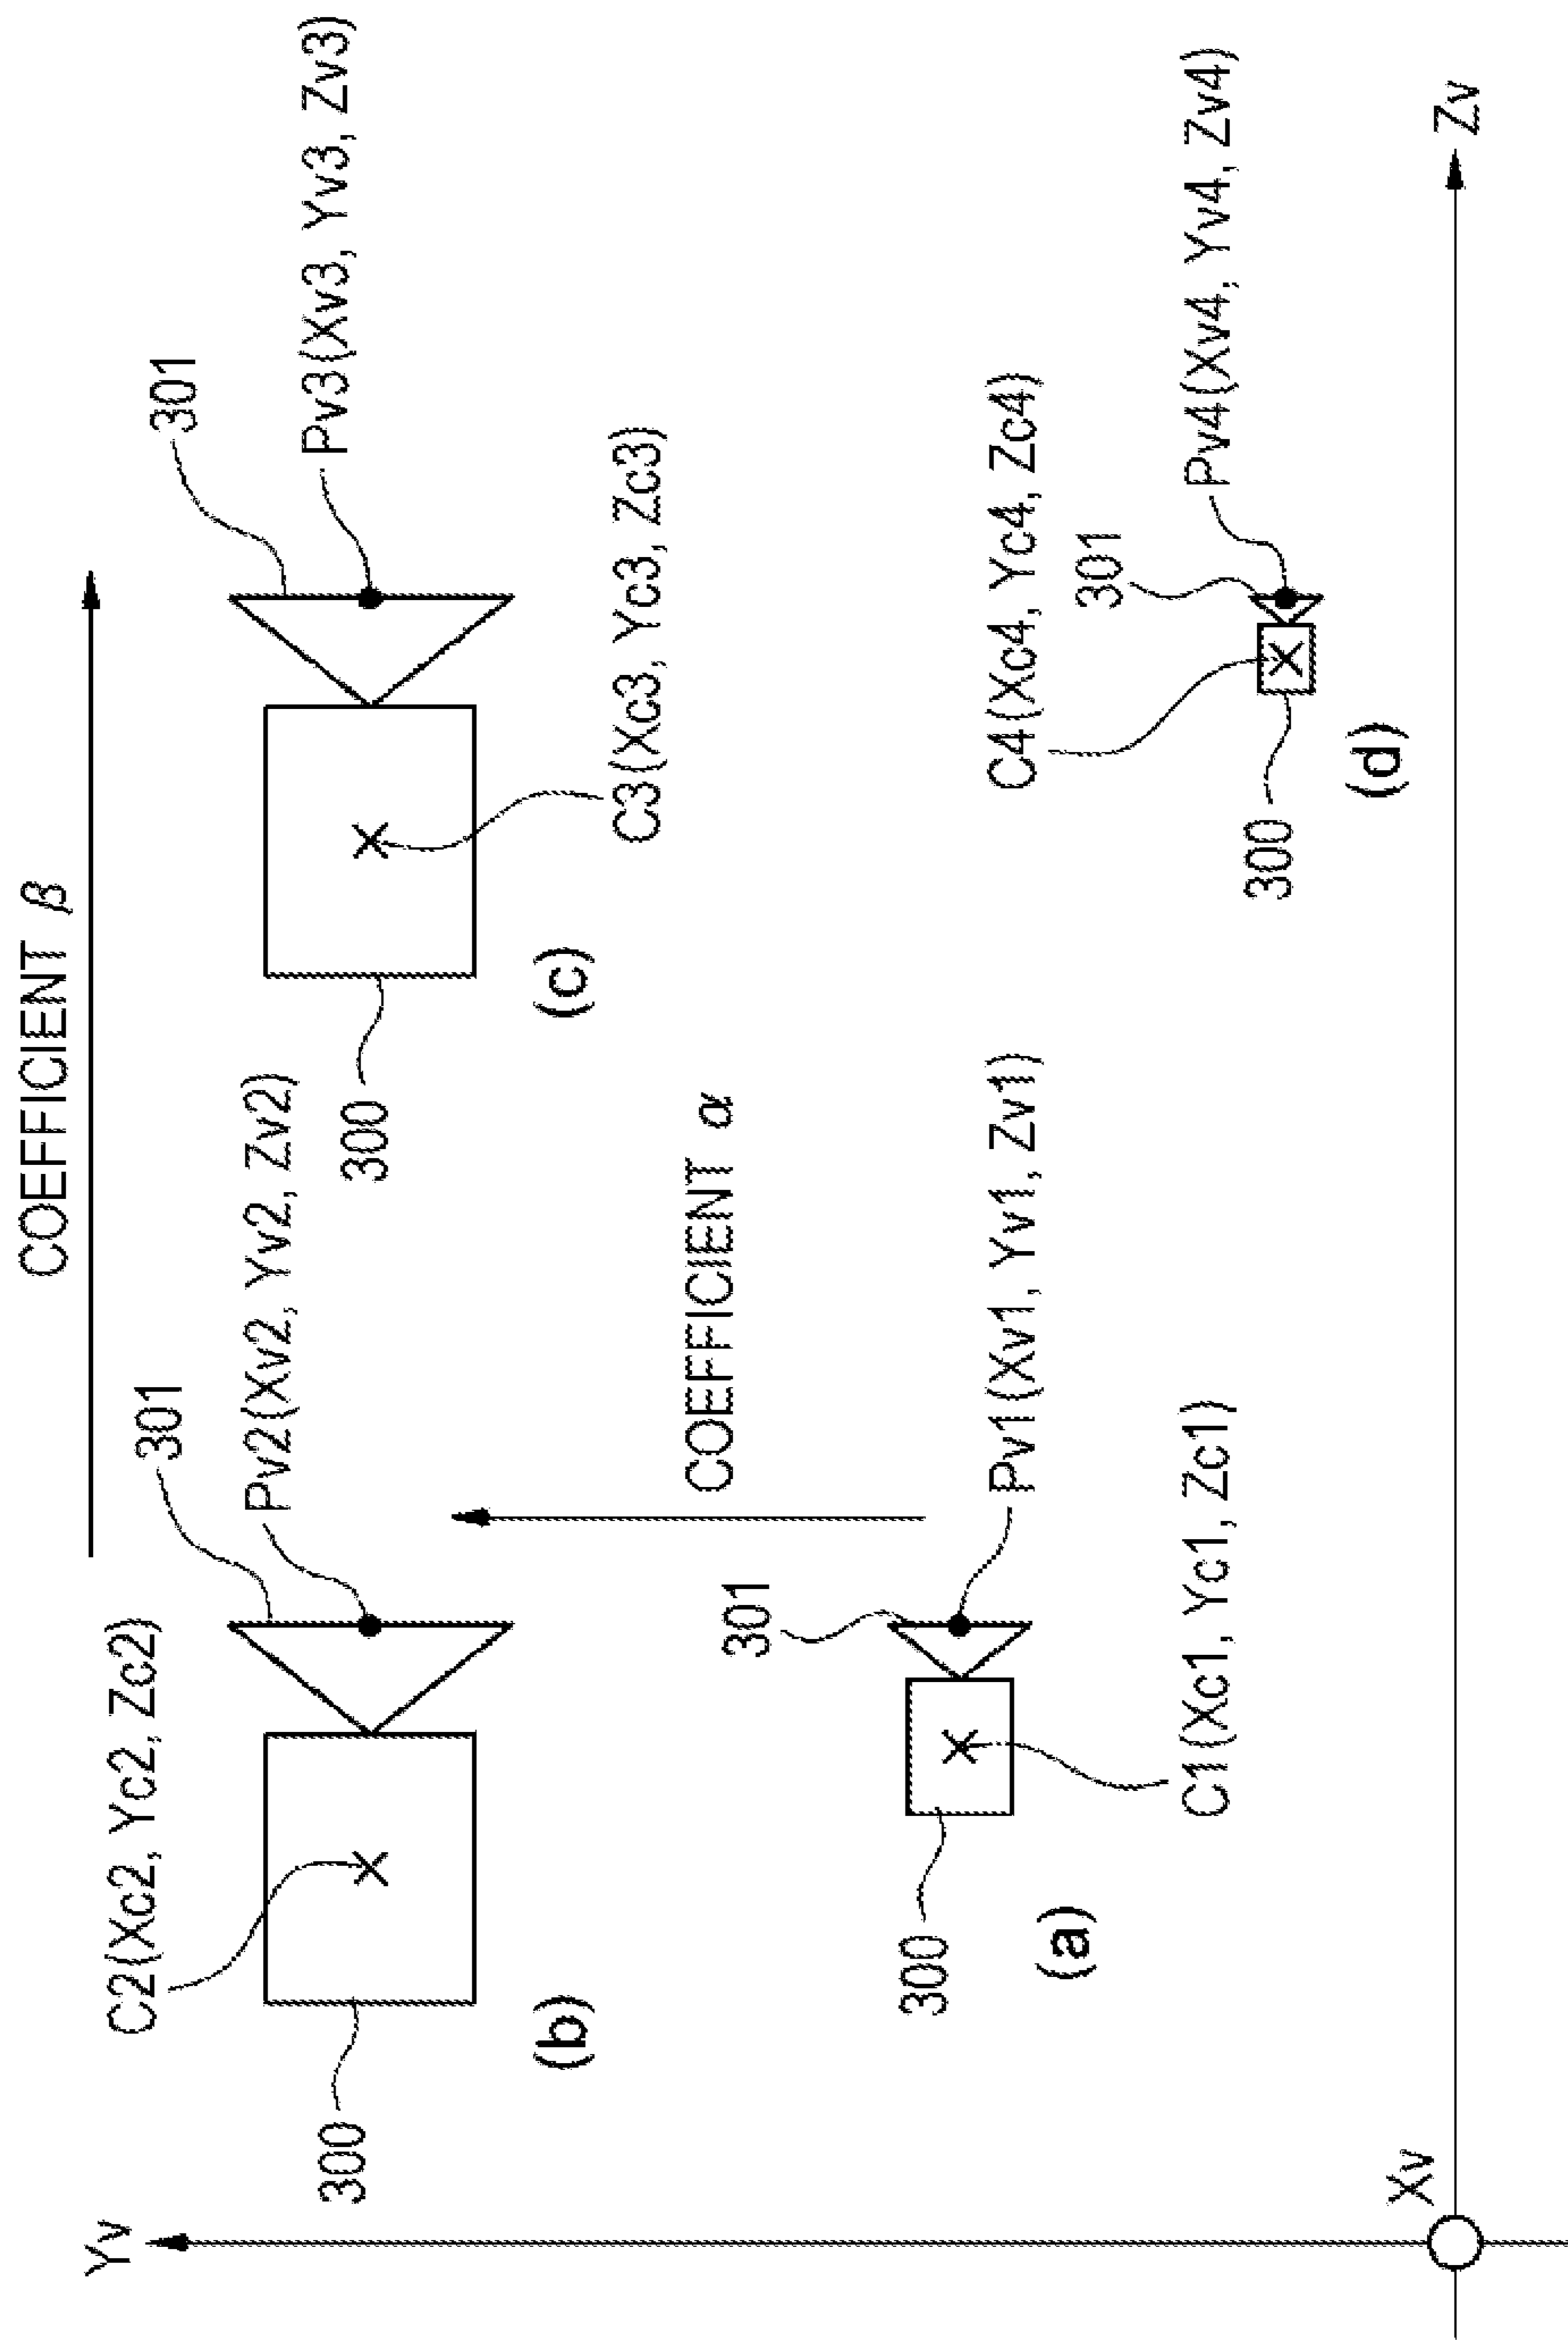 COEFFICIENT β
Yv
C2(Xc2, Yc2, Zc2)
301
Pv2(Xv2, Yv2, Zv2)
300
(b)
301
Pv3(Xv3, Yv3, Zv3)
300
C3(Xc3, Yc3, Zc3)
(c)
COEFFICIENT α
301
Pv1(Xv1, Yv1, Zv1)
300
C1(Xc1, Yc1, Zc1)
(a)
C4(Xc4, Yc4, Zc4)
301
Pv4(Xv4, Yv4, Zv4)
300
(d)
Xv
Zv